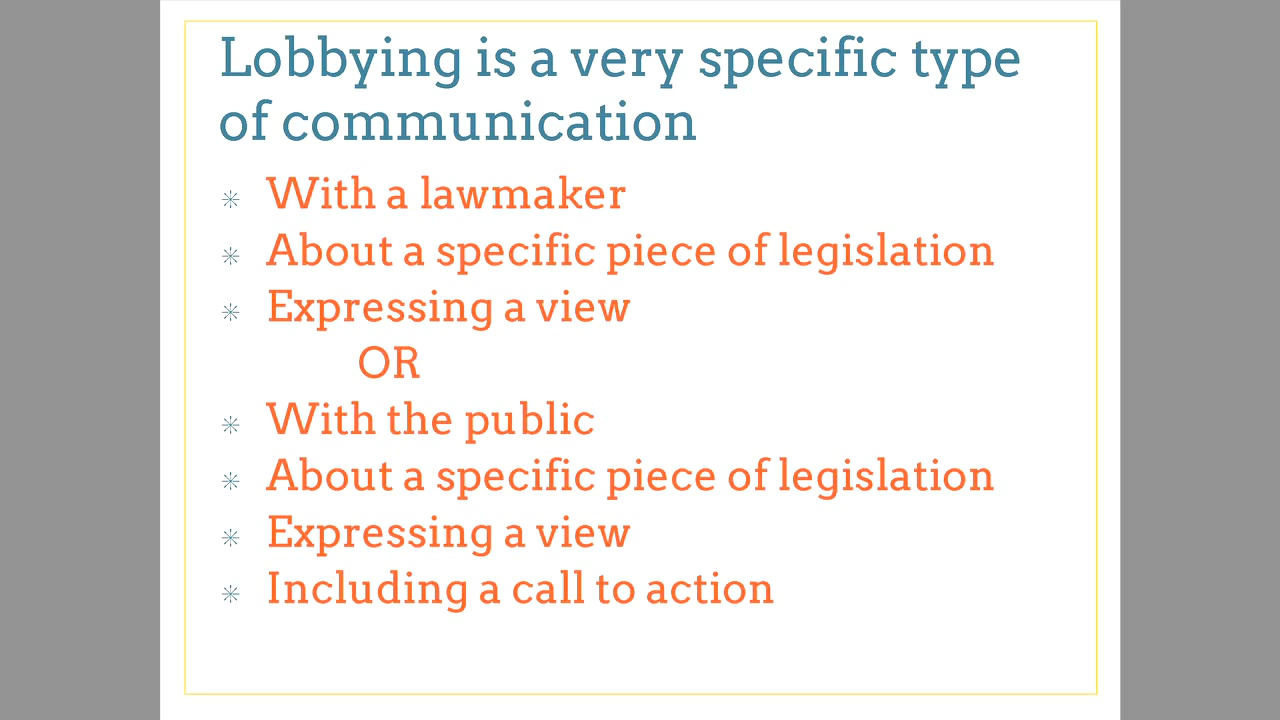 Lobbying is a very specific type
of communication
With a lawmaker
About a specific piece of legislation
Expressing a view
OR
With the public
About a specific piece of legislation
Expressing a view
Including a call to action